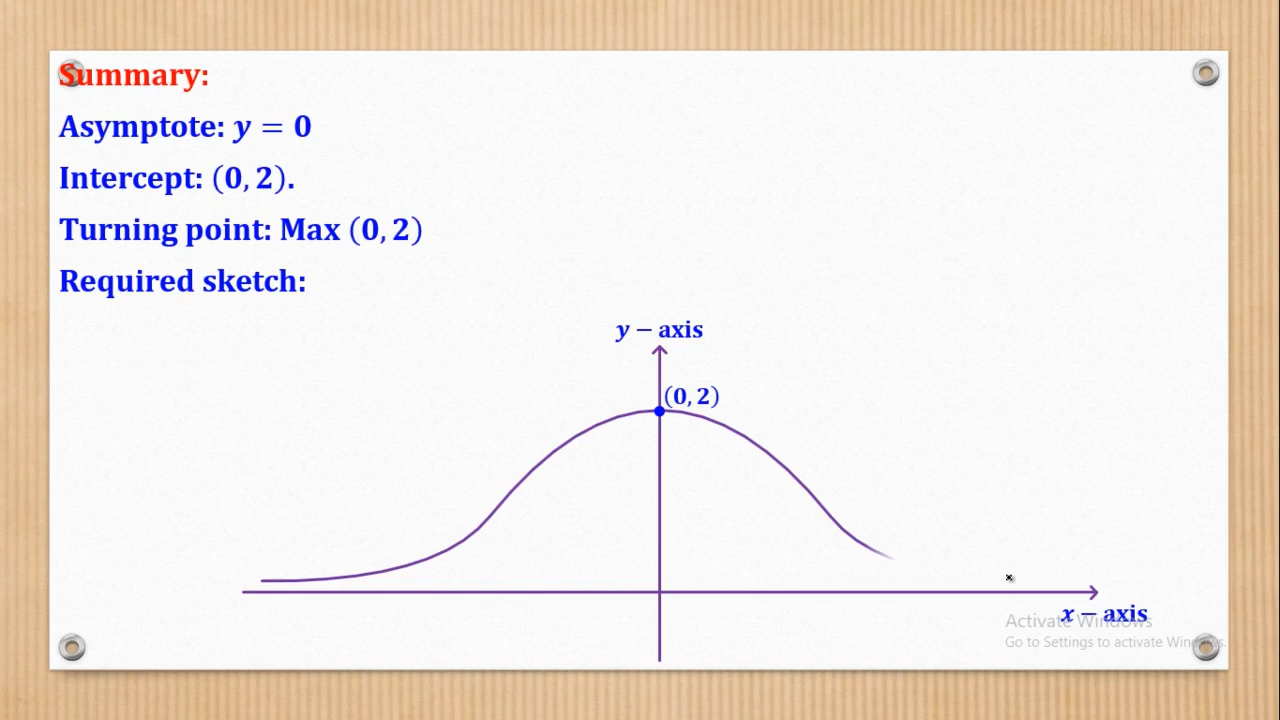 Summary:
Asymptote: y = 0
Intercept: (0, 2).
Turning point: Max (0, 2)
Required sketch:
y − axis
(0, 2)
x − axis
Activate Windows
Go to Settings to activate Windows.